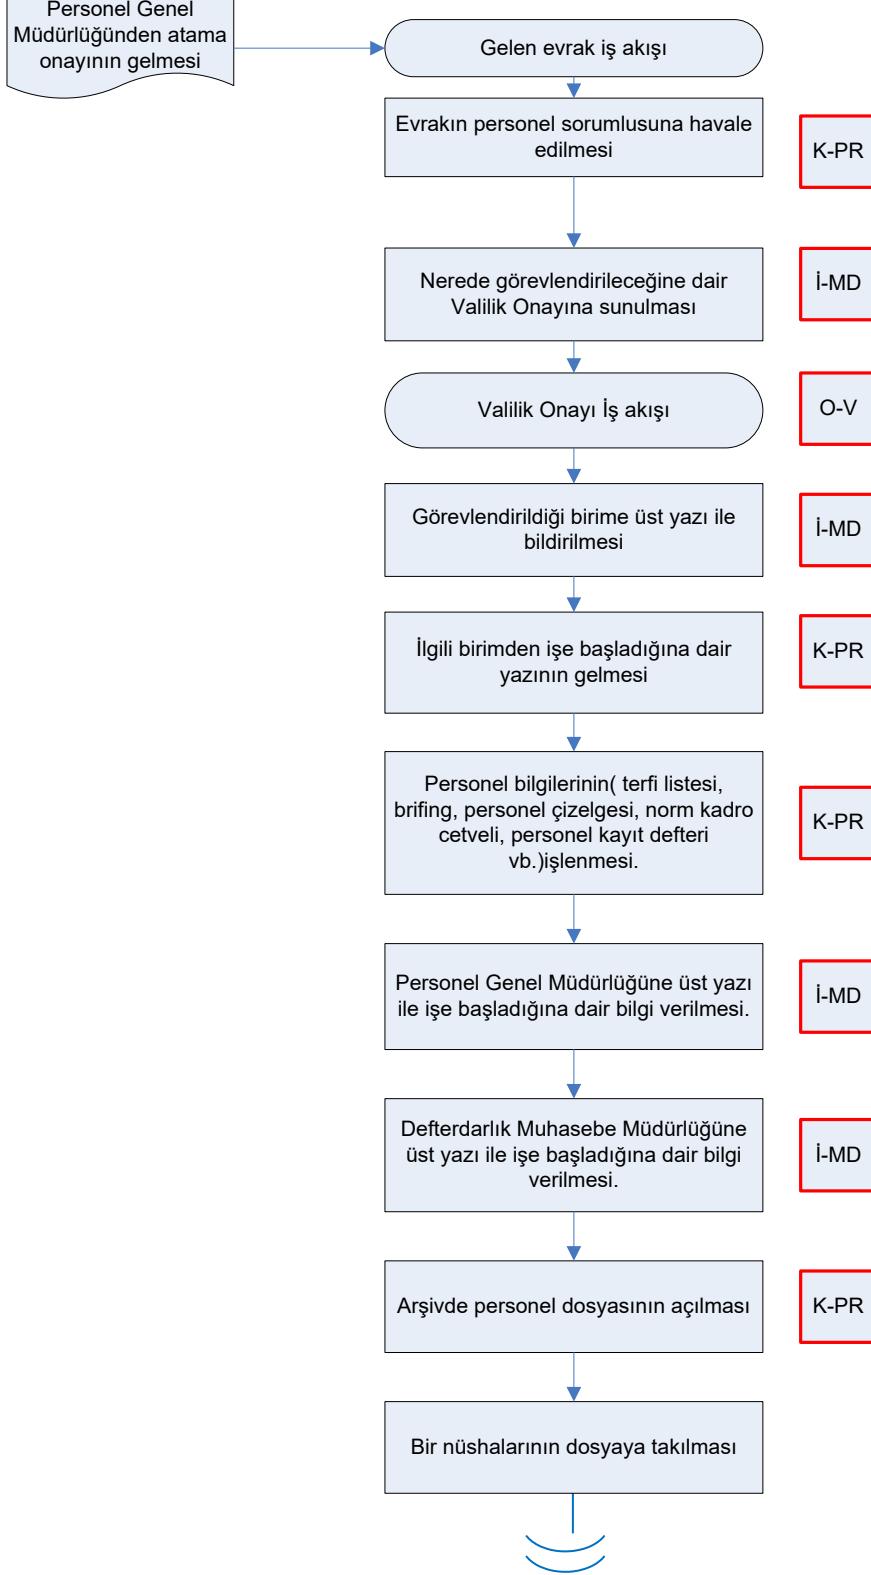 Personel Genel
Müdürlüğünden atama
onayının gelmesi
Gelen evrak iş akışı
Evrakın personel sorumlusuna havale
edilmesi
K-PR
Nerede görevlendirileceğine dair
Valilik Onayına sunulması
İ-MD
Valilik Onayı İş akışı
O-V
Görevlendirildiği birime üst yazı ile
bildirilmesi
İ-MD
İlgili birimden işe başladığına dair
yazının gelmesi
K-PR
Personel bilgilerinin( terfi listesi,
brifing, personel çizelgesi, norm kadro
cetveli, personel kayıt defteri
vb.)işlenmesi.
K-PR
Personel Genel Müdürlüğüne üst yazı
ile işe başladığına dair bilgi verilmesi.
İ-MD
Defterdarlık Muhasebe Müdürlüğüne
üst yazı ile işe başladığına dair bilgi
verilmesi.
İ-MD
Arşivde personel dosyasının açılması
K-PR
Bir nüshalarının dosyaya takılması